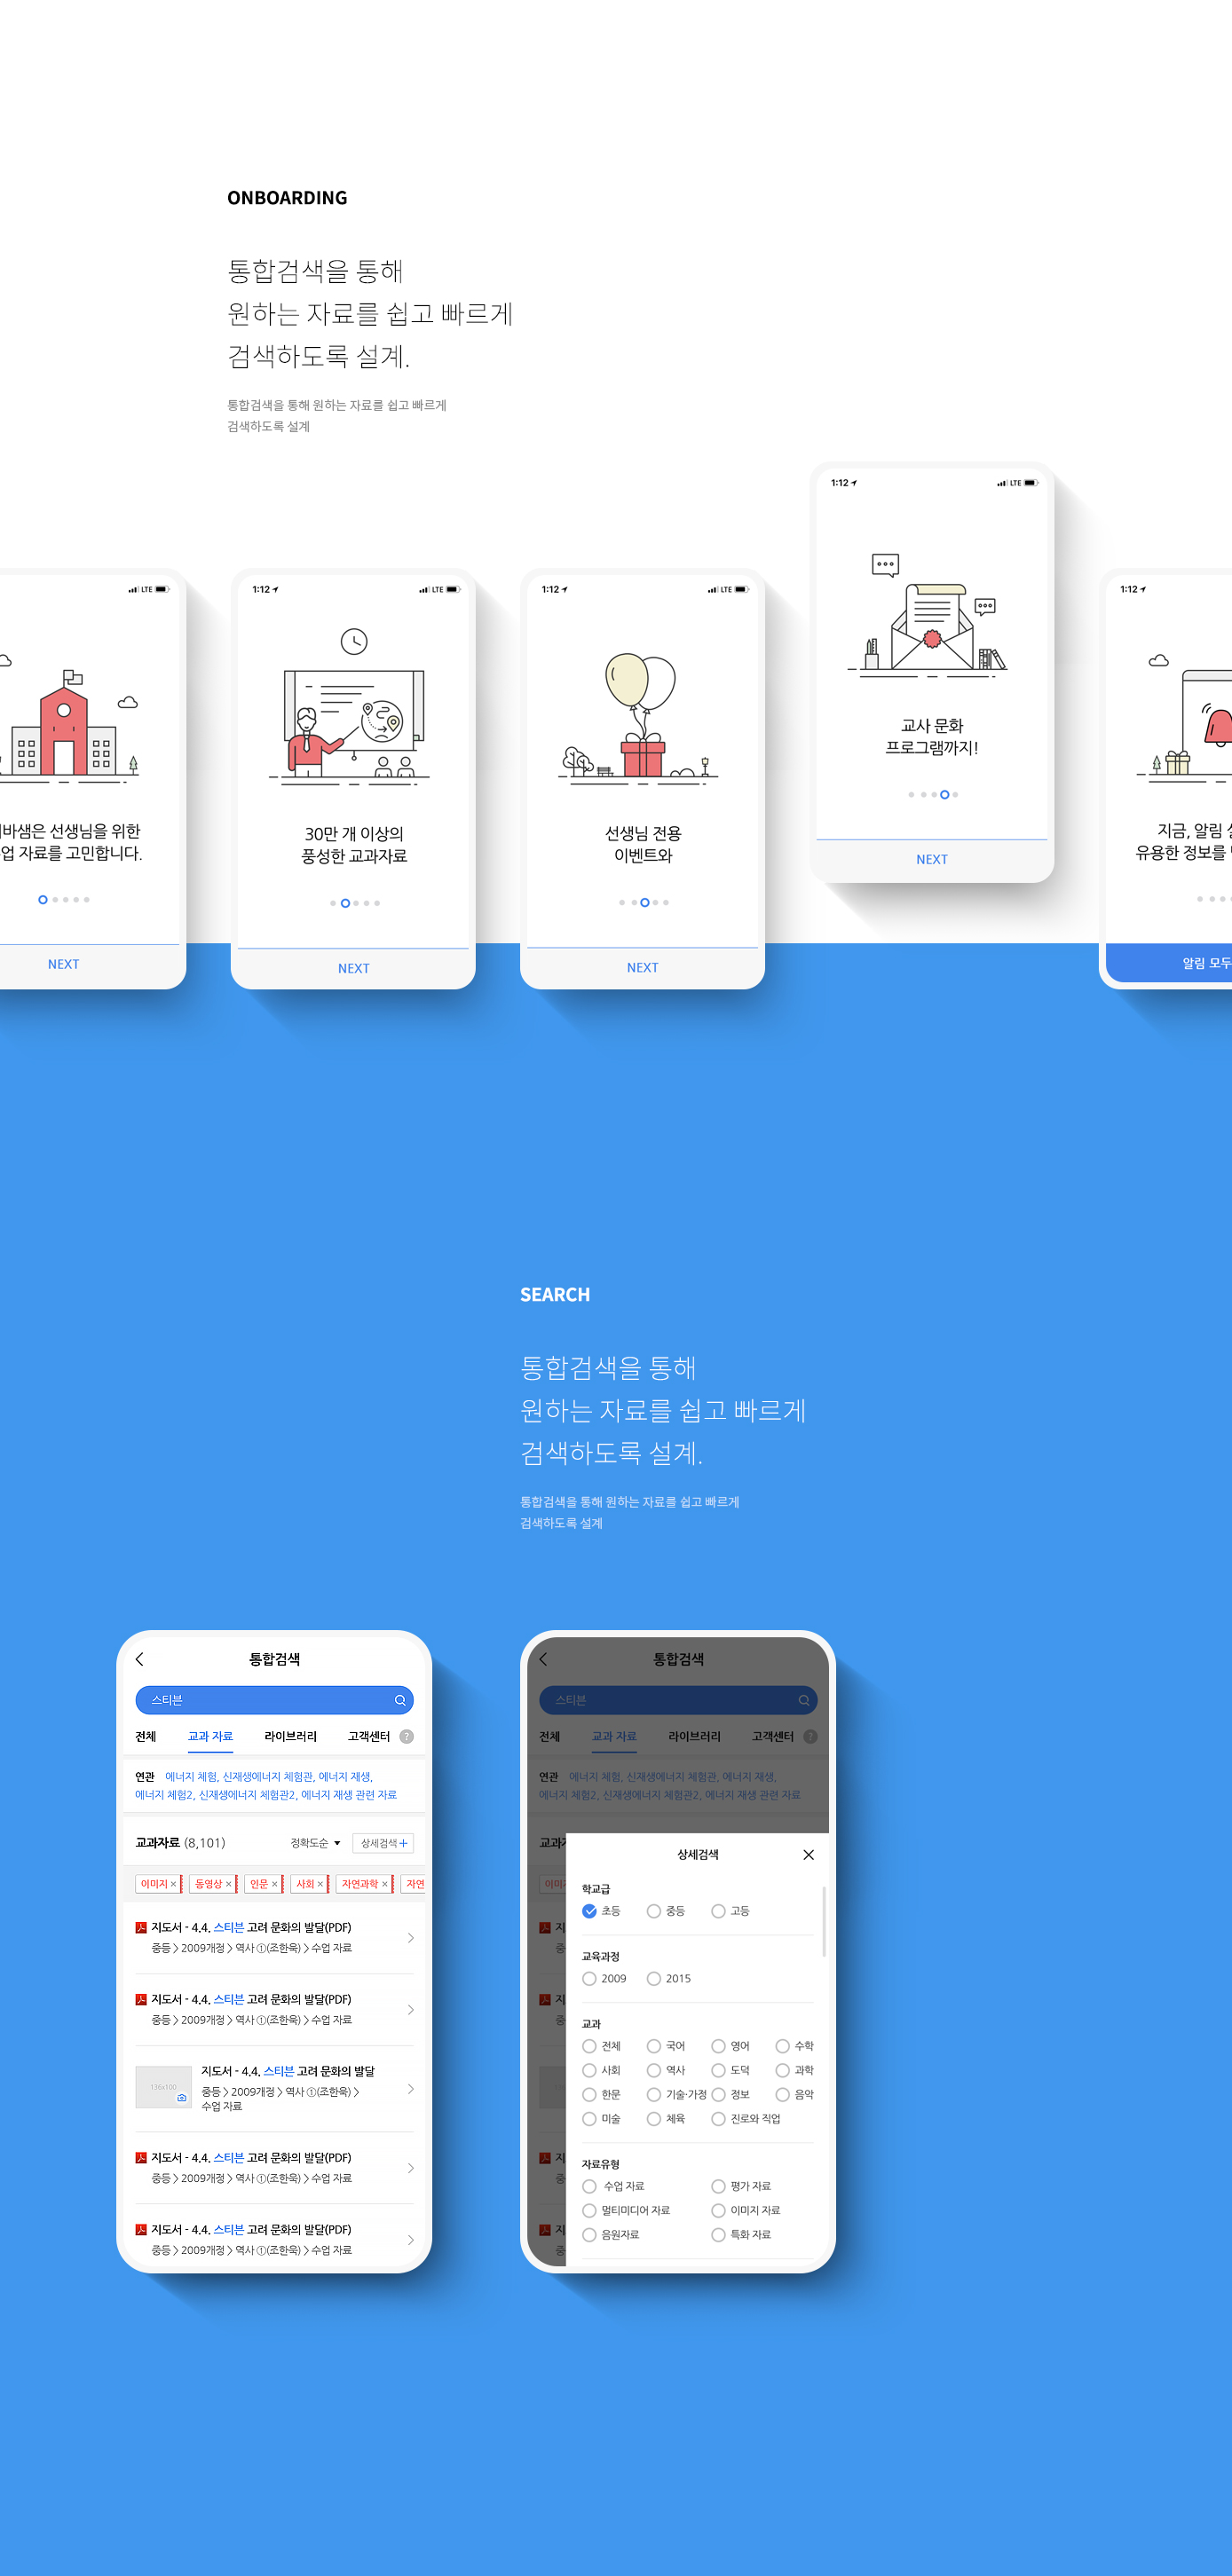 ONBOARDING
통합검색을 통해
원하는 자료를 쉽고 빠르게
검색하도록 설계.
통합검색을 통해 원하는 자료를 쉽고 빠르게
검색하도록 설계
LTE
바샘은 선생님을 위한
업 자료를 고민합니다.
NEXT
1:12 LTE
30만 개 이상의
풍성한 교과자료
NEXT
1:12 LTE
선생님 전용
이벤트와
NEXT
1:12 LTE
교사 문화
프로그램까지!
NEXT
1:12
지금, 알림
유용한 정보를
알림 모두
SEARCH
통합검색을 통해
원하는 자료를 쉽고 빠르게
검색하도록 설계.
통합검색을 통해 원하는 자료를 쉽고 빠르게
검색하도록 설계
통합검색
스티븐
전체 교과 자료 라이브러리 고객센터 ?
연관 에너지 체험, 신재생에너지 체험관, 에너지 재생,
에너지 체험2, 신재생에너지 체험관2, 에너지 재생 관련 자료
교과자료 (8,101) 정확도순 상세검색
이미지 동영상 인문 사회 자연과학 자연
지도서 - 4.4. 스티븐 고려 문화의 발달(PDF)
중등 > 2009개정 > 역사 ①(조한욱) > 수업 자료
지도서 - 4.4. 스티븐 고려 문화의 발달(PDF)
중등 > 2009개정 > 역사 ①(조한욱) > 수업 자료
136x100
지도서 - 4.4. 스티븐 고려 문화의 발달
중등 > 2009개정 > 역사 ①(조한욱) >
수업 자료
지도서 - 4.4. 스티븐 고려 문화의 발달(PDF)
중등 > 2009개정 > 역사 ①(조한욱) > 수업 자료
지도서 - 4.4. 스티븐 고려 문화의 발달(PDF)
중등 > 2009개정 > 역사 ①(조한욱) > 수업 자료
통합검색
스티븐
전체 교과 자료 라이브러리 고객센터 ?
연관 에너지 체험, 신재생에너지 체험관, 에너지 재생,
에너지 체험2, 신재생에너지 체험관2, 에너지 재생 관련 자료
상세검색
학교급
초등 중등 고등
교육과정
2009 2015
교과
전체 국어 영어 수학
사회 역사 도덕 과학
한문 기술·가정 정보 음악
미술 체육 진로와 직업
자료유형
수업 자료 평가 자료
멀티미디어 자료 이미지 자료
음원자료 특화 자료